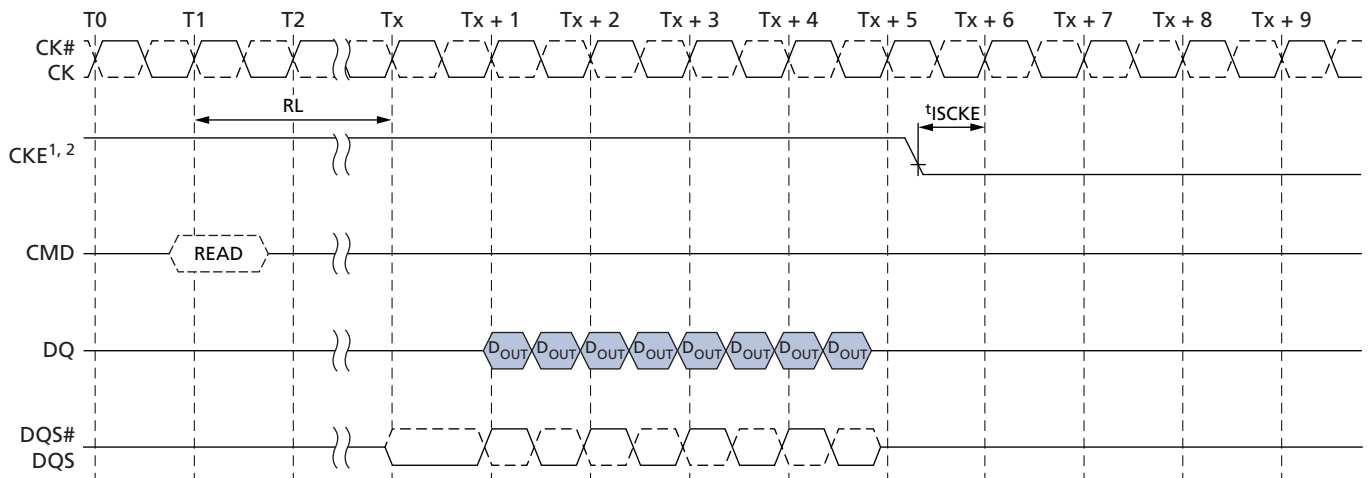 T0 T1 T2 Tx Tx + 1 Tx + 2 Tx + 3 Tx + 4 Tx + 5 Tx + 6 Tx + 7 Tx + 8 Tx + 9
CK#
CK
RL
tISCKE
CKE1, 2
CMD READ
DQ DOUT DOUT DOUT DOUT DOUT DOUT DOUT DOUT
DQS#
DQS